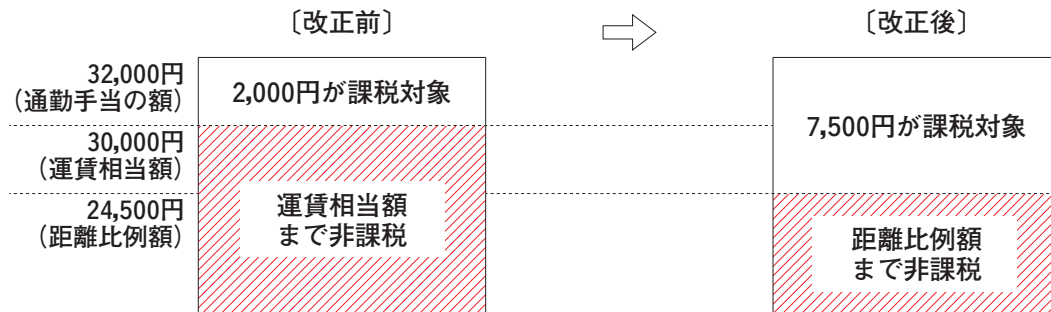 〔改正前〕
〔改正後〕
32,000円
（通勤手当の額）
2,000円が課税対象
30,000円
（運賃相当額）
7,500円が課税対象
24,500円
（距離比例額）
運賃相当額
まで非課税
距離比例額
まで非課税